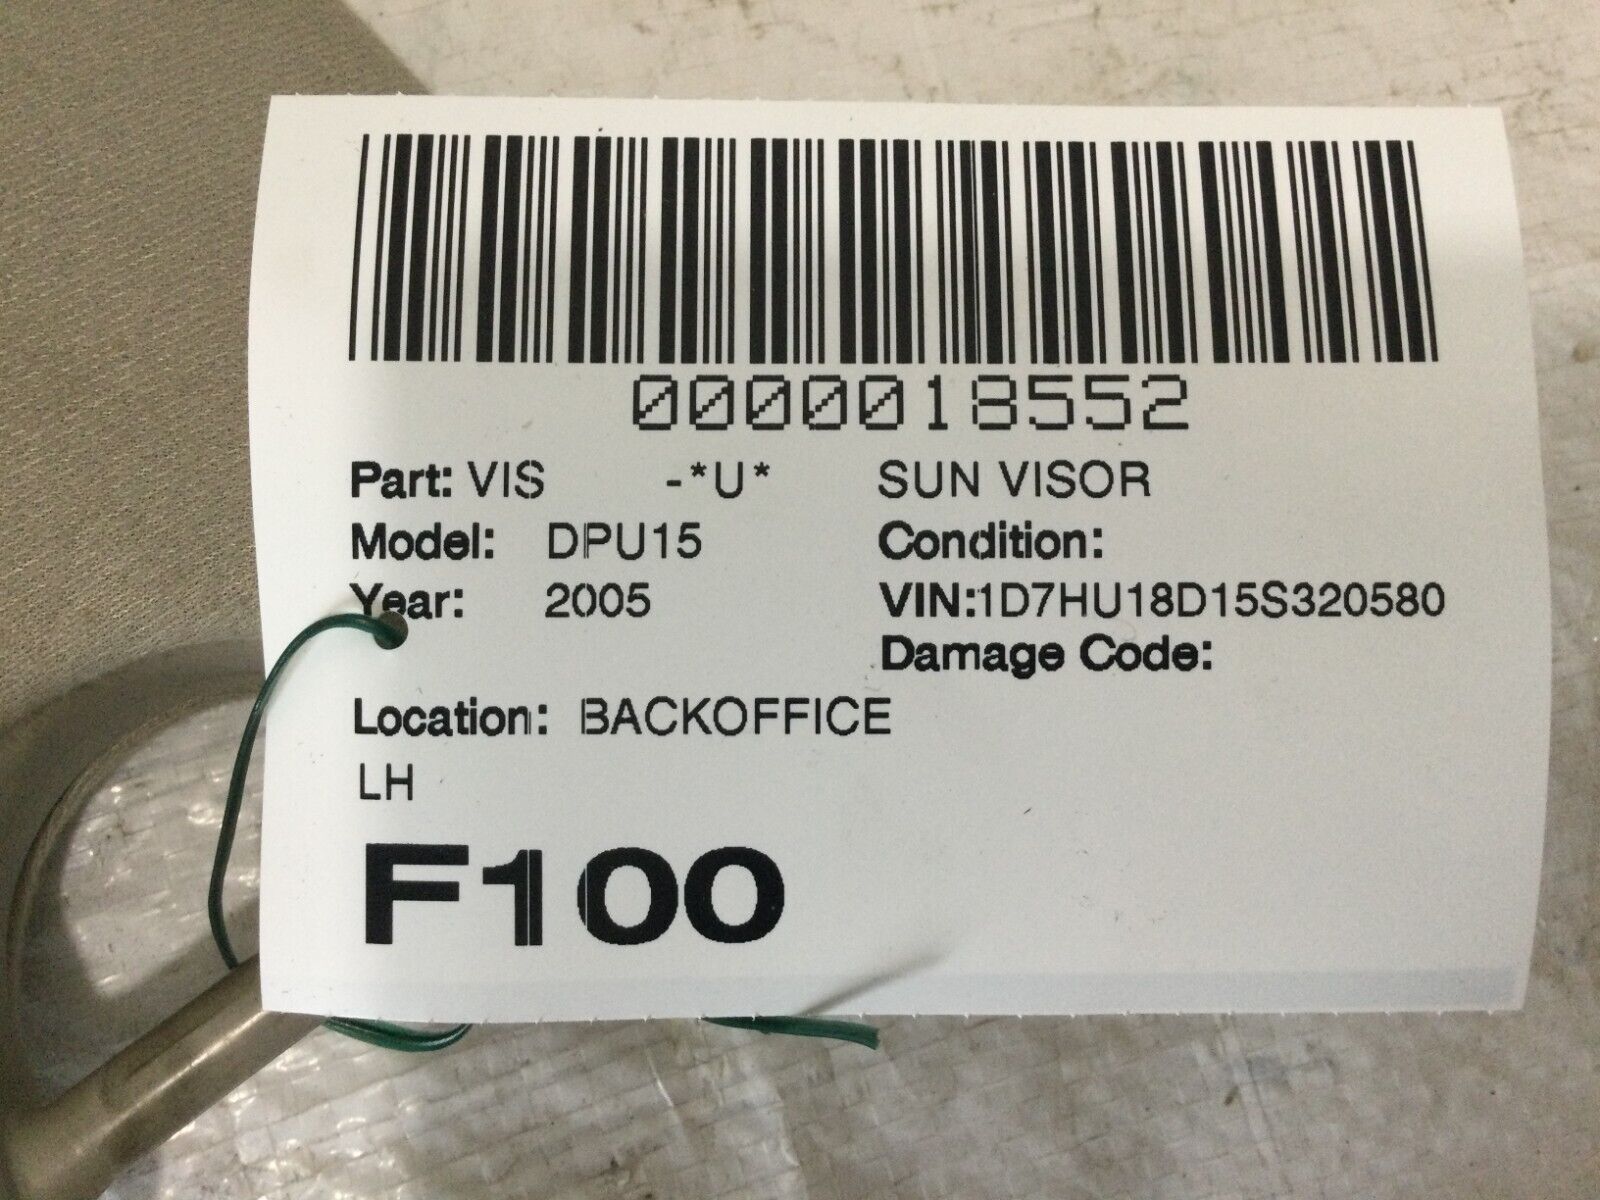 0000018552
Part: VIS -*U* SUN VISOR
Model: DPU15 Condition:
Year: 2005 VIN:1D7HU18D15S320580
Damage Code:
Location: BACKOFFICE
LH
F100